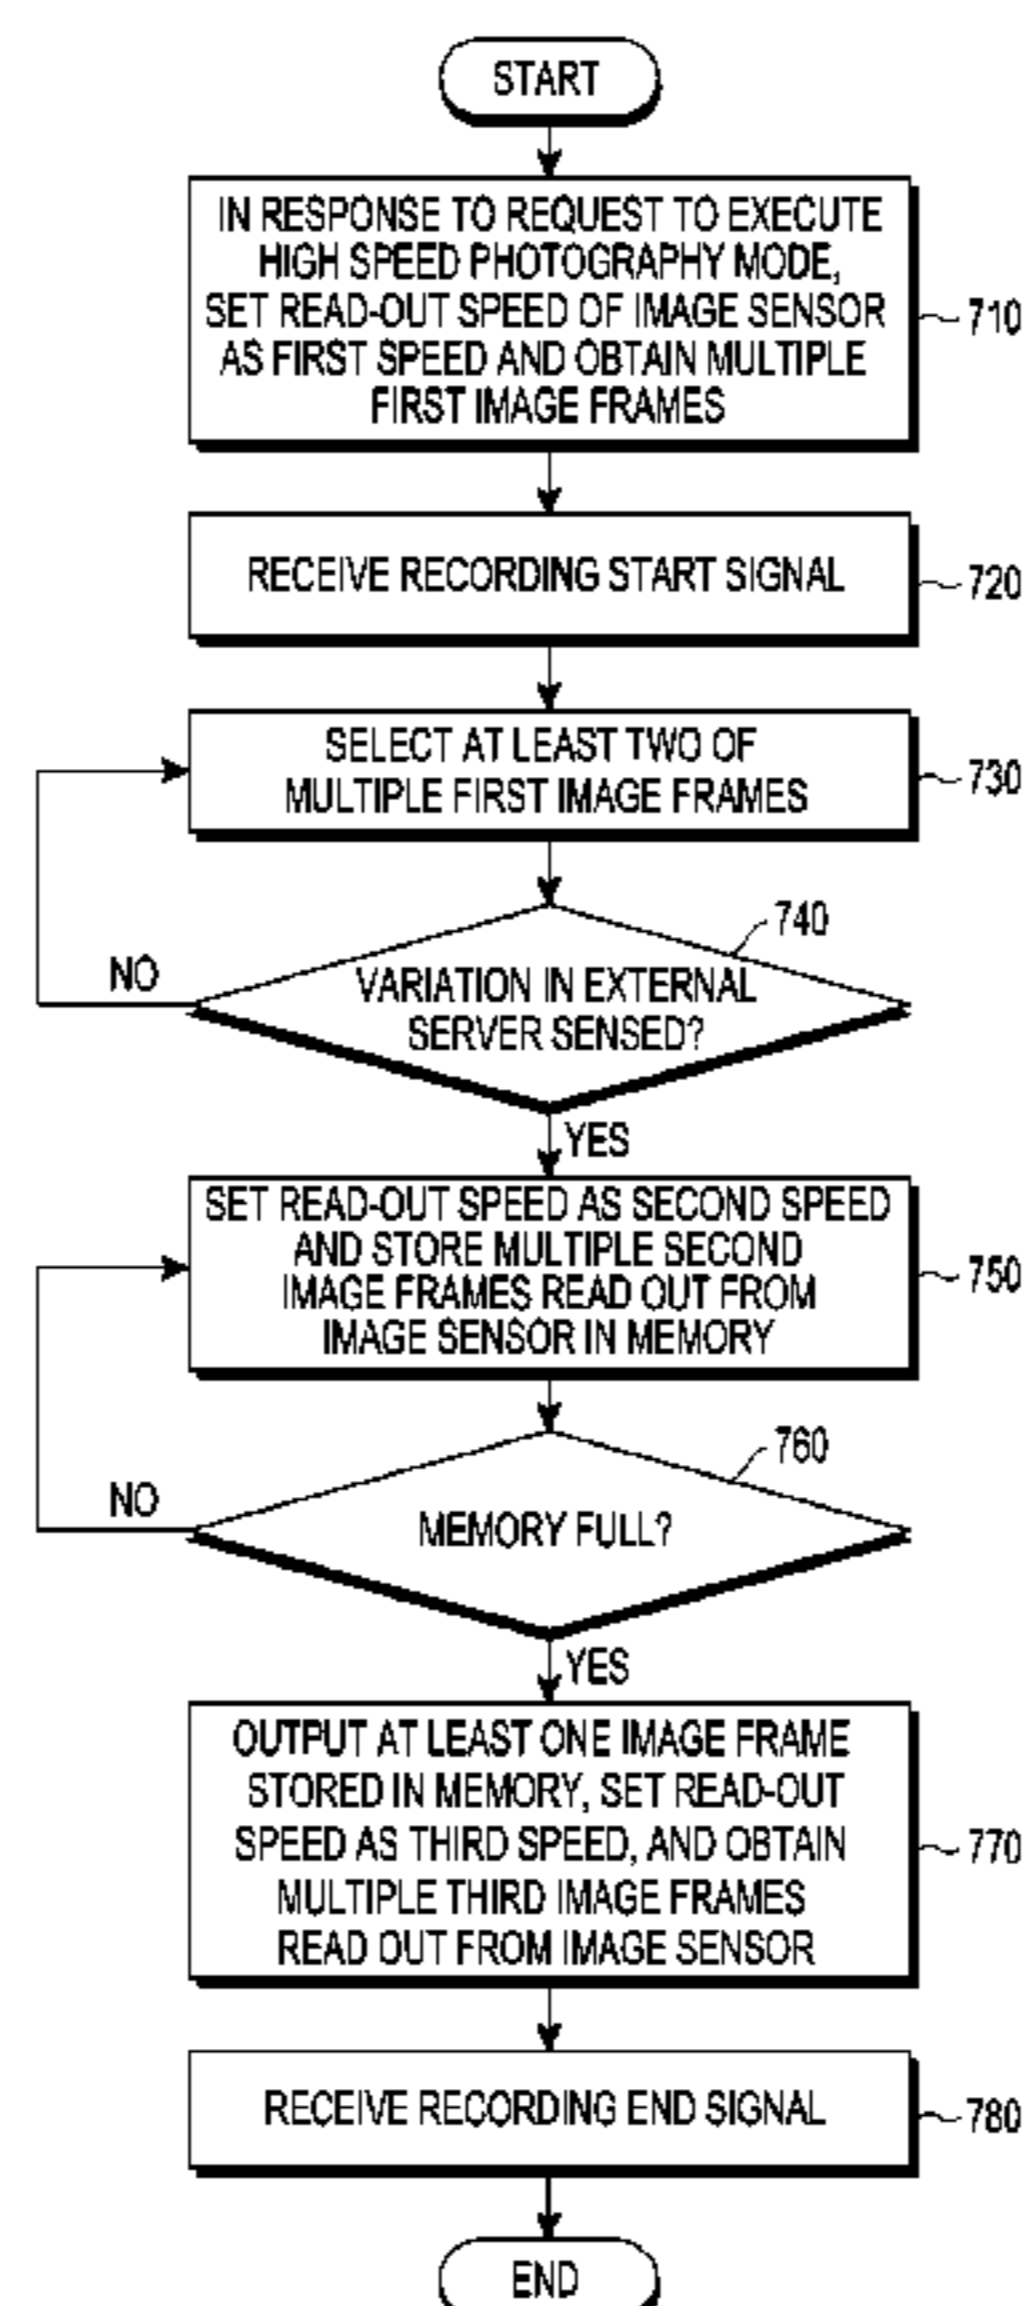 START
IN RESPONSE TO REQUEST TO EXECUTE
HIGH SPEED PHOTOGRAPHY MODE,
SET READ-OUT SPEED OF IMAGE SENSOR
AS FIRST SPEED AND OBTAIN MULTIPLE
FIRST IMAGE FRAMES
710
RECEIVE RECORDING START SIGNAL
720
SELECT AT LEAST TWO OF
MULTIPLE FIRST IMAGE FRAMES
730
740
VARIATION IN EXTERNAL
SERVER SENSED?
NO
YES
SET READ-OUT SPEED AS SECOND SPEED
AND STORE MULTIPLE SECOND
IMAGE FRAMES READ OUT FROM
IMAGE SENSOR IN MEMORY
750
760
MEMORY FULL?
NO
YES
OUTPUT AT LEAST ONE IMAGE FRAME
STORED IN MEMORY, SET READ-OUT
SPEED AS THIRD SPEED, AND OBTAIN
MULTIPLE THIRD IMAGE FRAMES
READ OUT FROM IMAGE SENSOR
770
RECEIVE RECORDING END SIGNAL
780
END